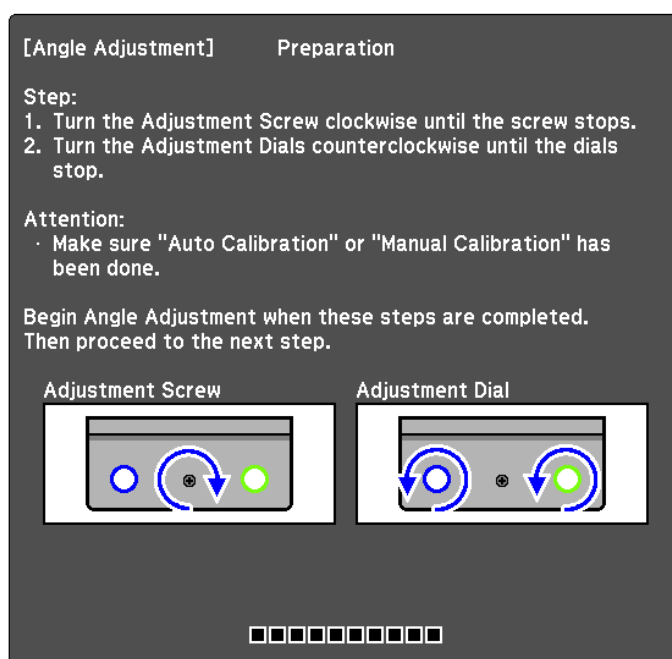 [Angle Adjustment] Preparation
Step:
1. Turn the Adjustment Screw clockwise until the screw stops.
2. Turn the Adjustment Dials counterclockwise until the dials
stop.
Attention:
· Make sure "Auto Calibration" or "Manual Calibration" has
been done.
Begin Angle Adjustment when these steps are completed.
Then proceed to the next step.
Adjustment Screw Adjustment Dial